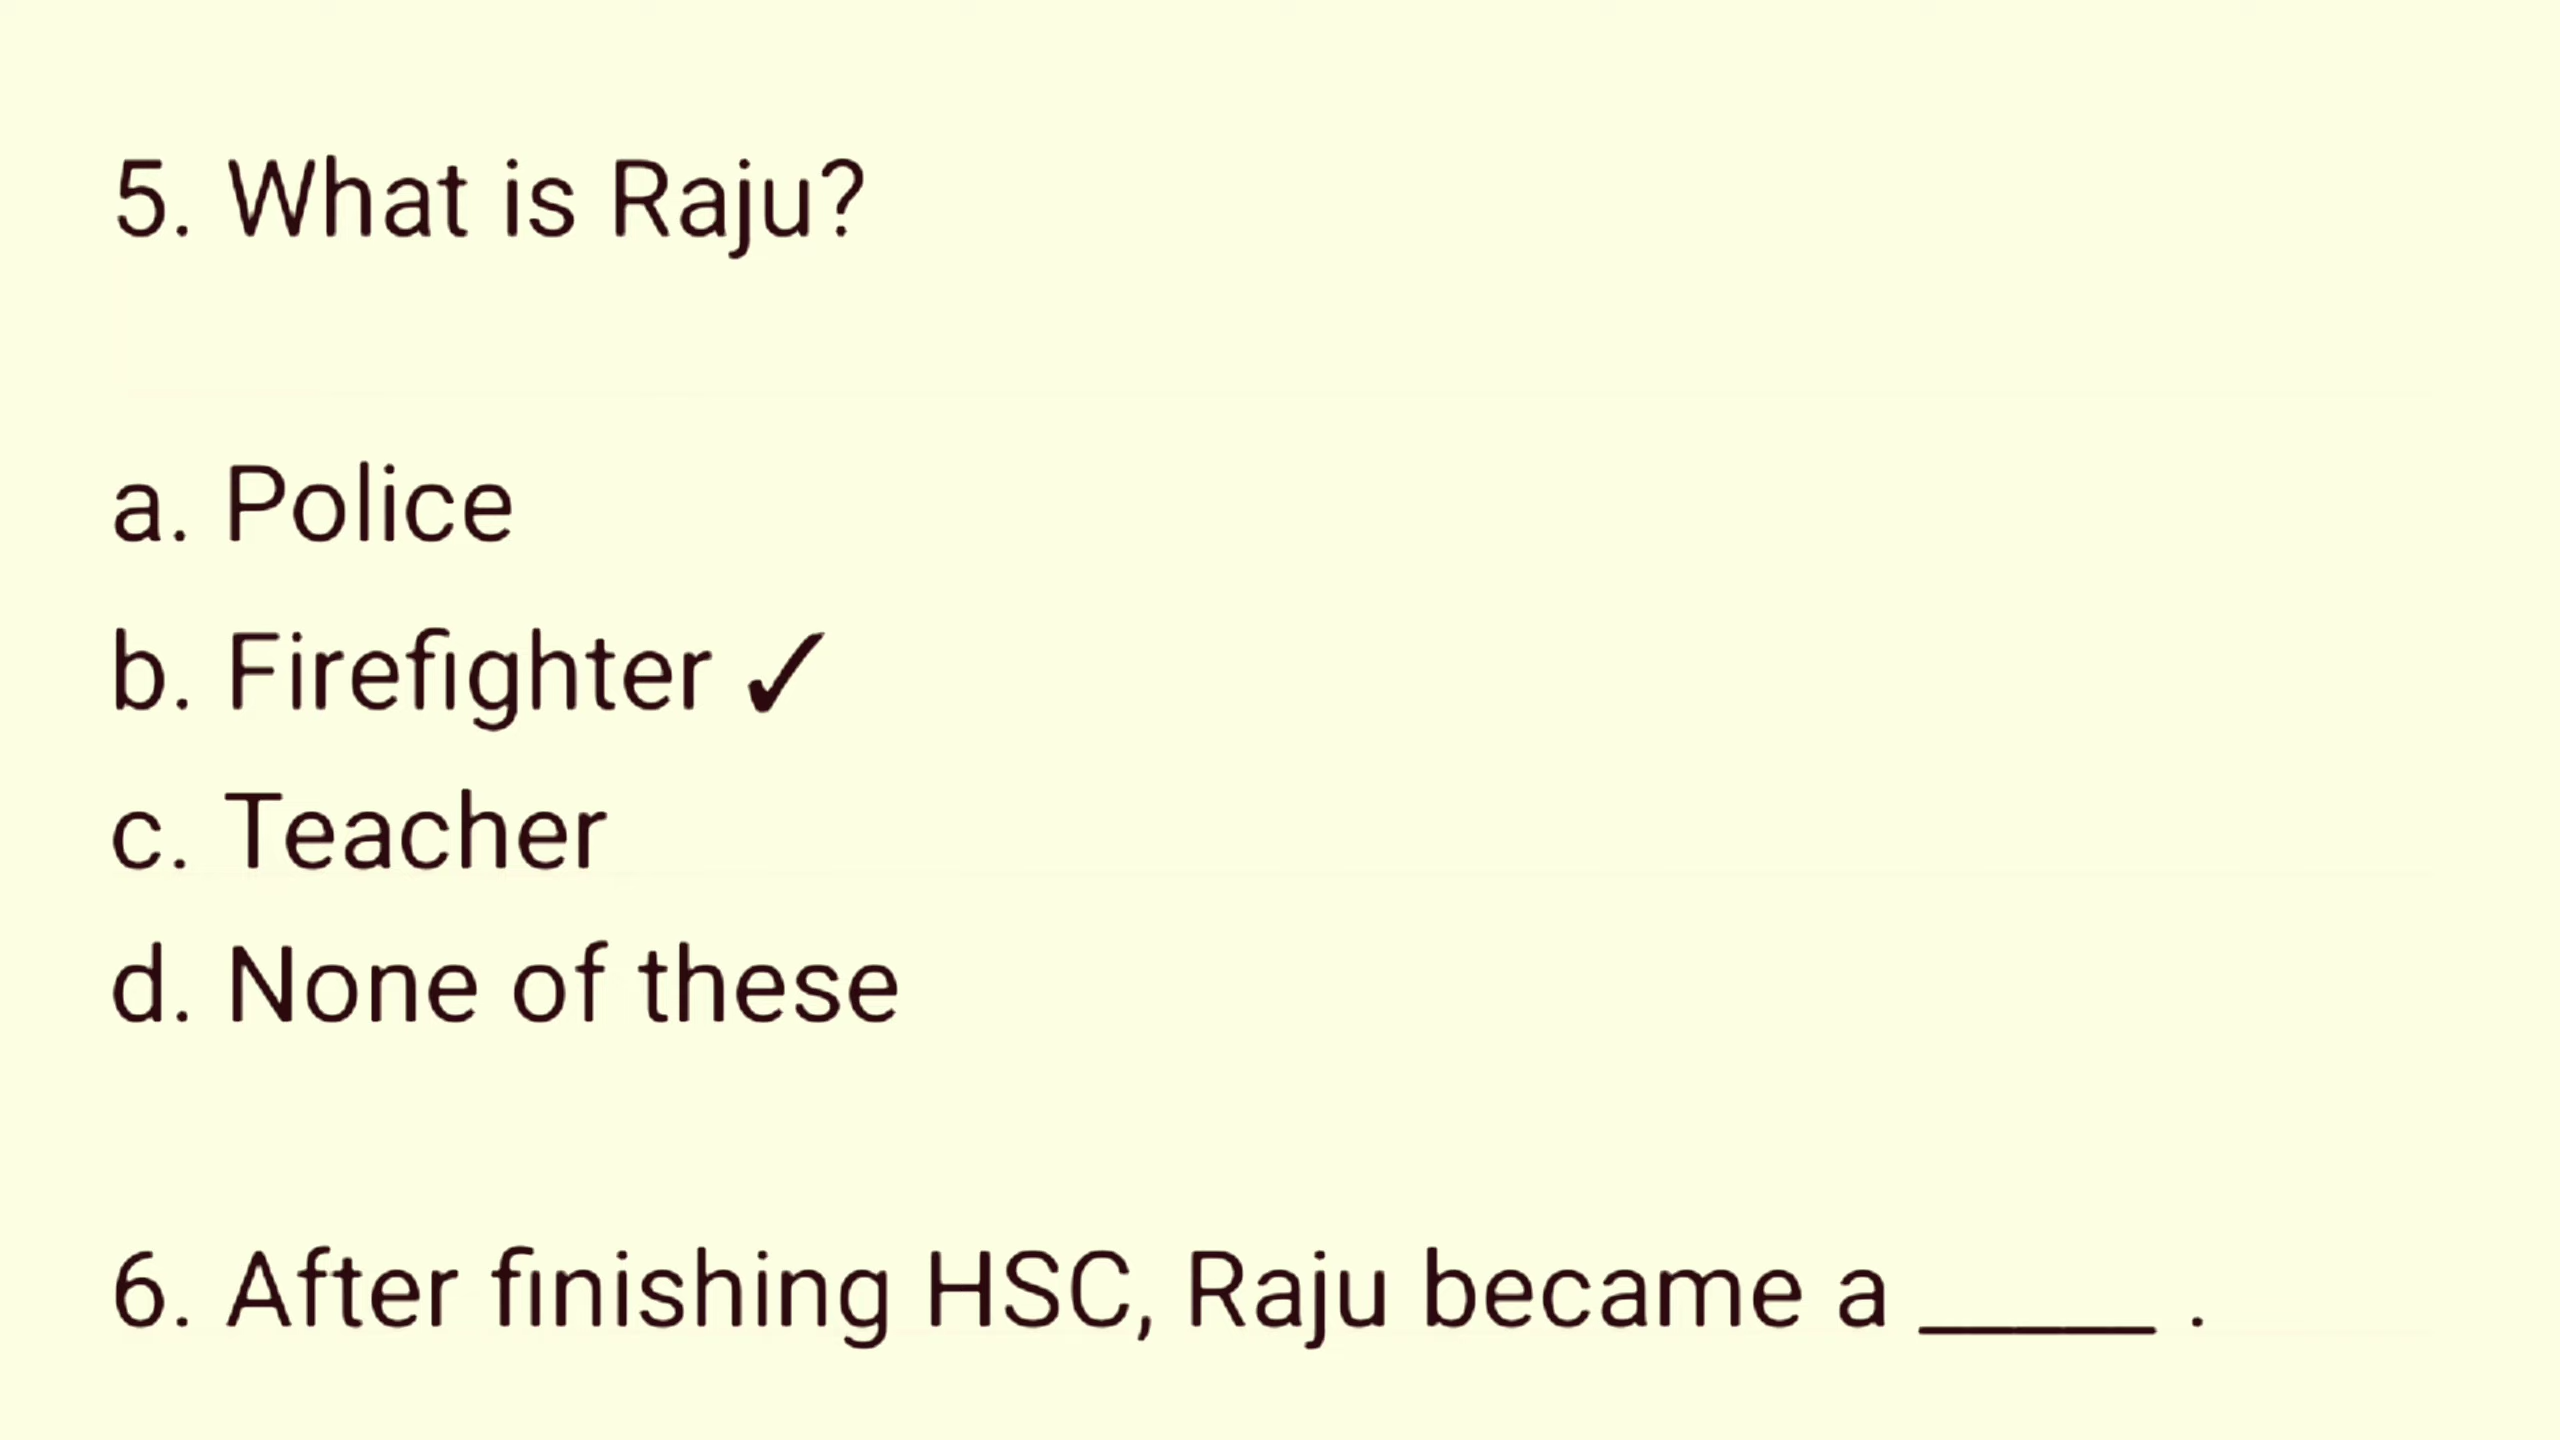 5. What is Raju?
a. Police
b. Firefighter ✓
c. Teacher
d. None of these
6. After finishing HSC, Raju became a _____ .